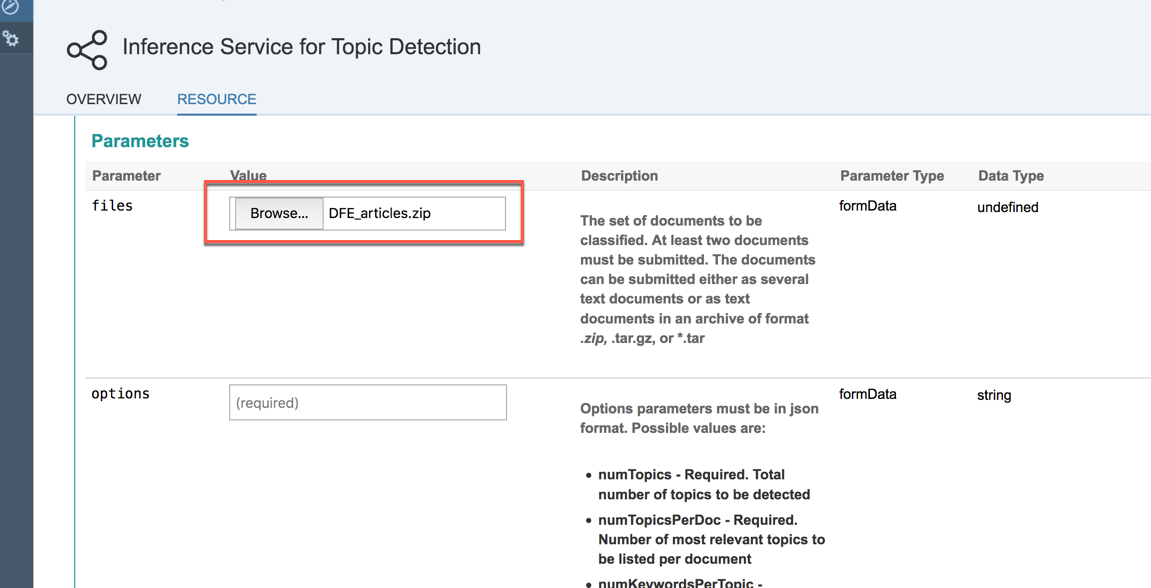 Inference Service for Topic Detection
OVERVIEW RESOURCE
Parameters
Parameter Value Description Parameter Type Data Type
files Browse... DFE_articles.zip formData undefined
The set of documents to be
classified. At least two documents
must be submitted. The documents
can be submitted either as several
text documents or as text
documents in an archive of format
.zip, .tar.gz, or *.tar
options (required) formData string
Options parameters must be in json
format. Possible values are:
• numTopics - Required. Total
number of topics to be detected
• numTopicsPerDoc - Required.
Number of most relevant topics to
be listed per document
• numKeywordsPerTopic -